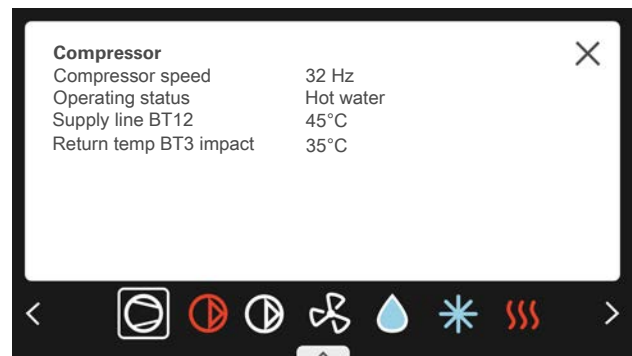 Compressor
Compressor speed 32 Hz
Operating status Hot water
Supply line BT12 45°C
Return temp BT3 impact 35°C